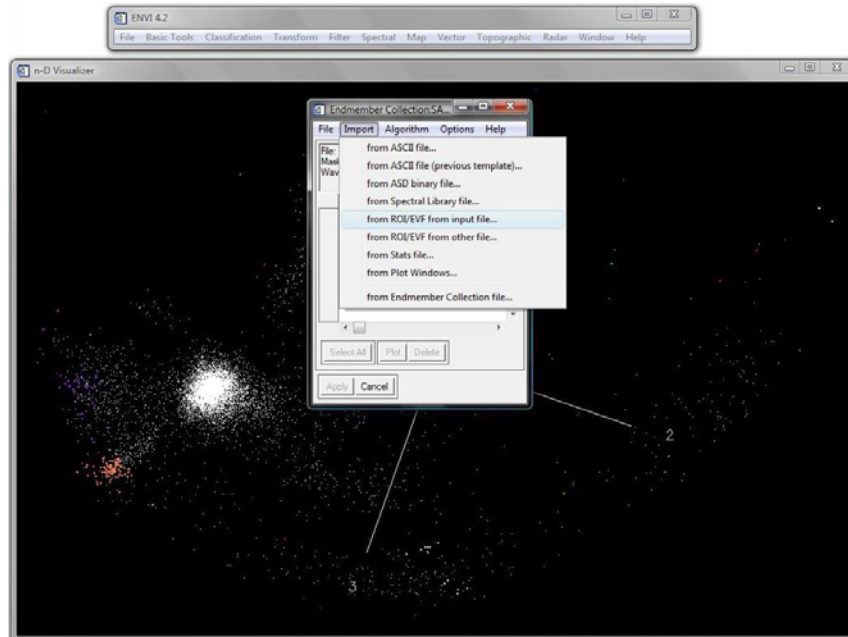 ENVI 4.2
File Basic Tools Classification Transform Filter Spectral Map Vector Topographic Radar Window Help
n-D Visualizer
Endmember Collection:SA...
File Import Algorithm Options Help
File:
Mask
Wav
from ASCII file...
from ASCII file (previous template)...
from ASD binary file...
from Spectral Library file...
from ROI/EVF from input file...
from ROI/EVF from other file...
from Stats file...
from Plot Windows...
from Endmember Collection file...
Select All Plot Delete
Apply Cancel
2
3